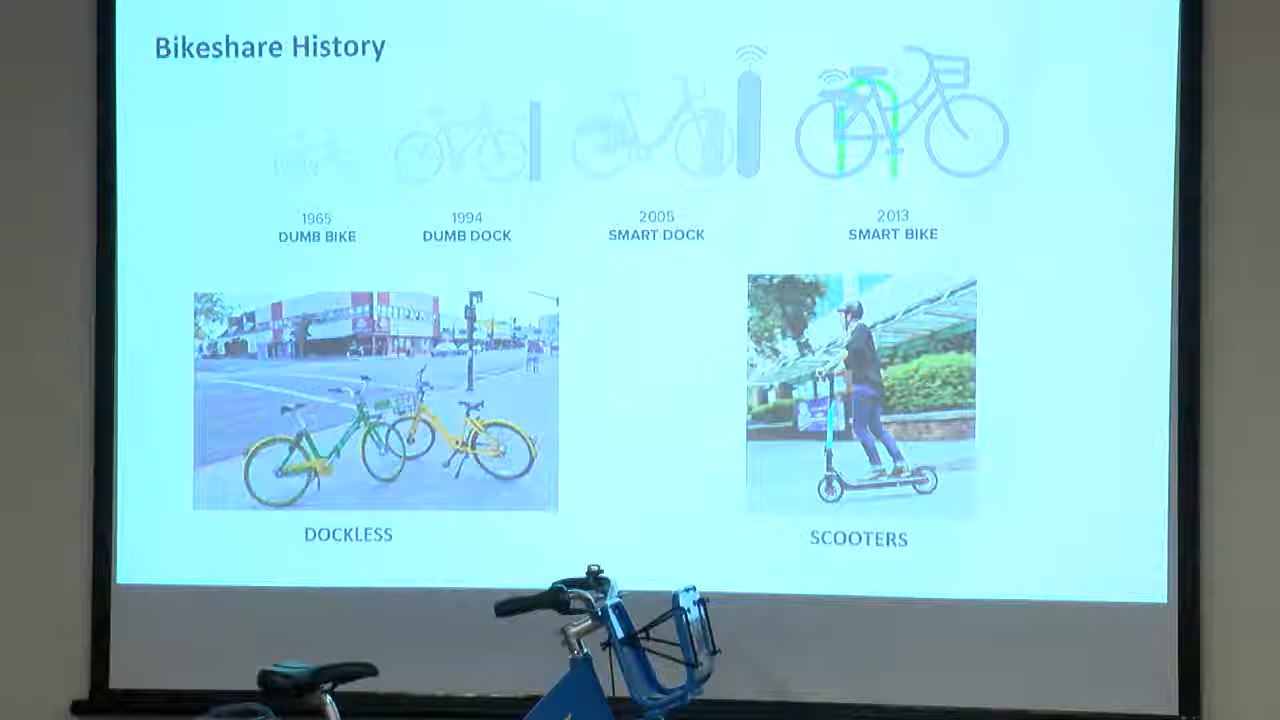 Bikeshare History
1965
DUMB BIKE
1994
DUMB DOCK
2005
SMART DOCK
2013
SMART BIKE
DOCKLESS
SCOOTERS